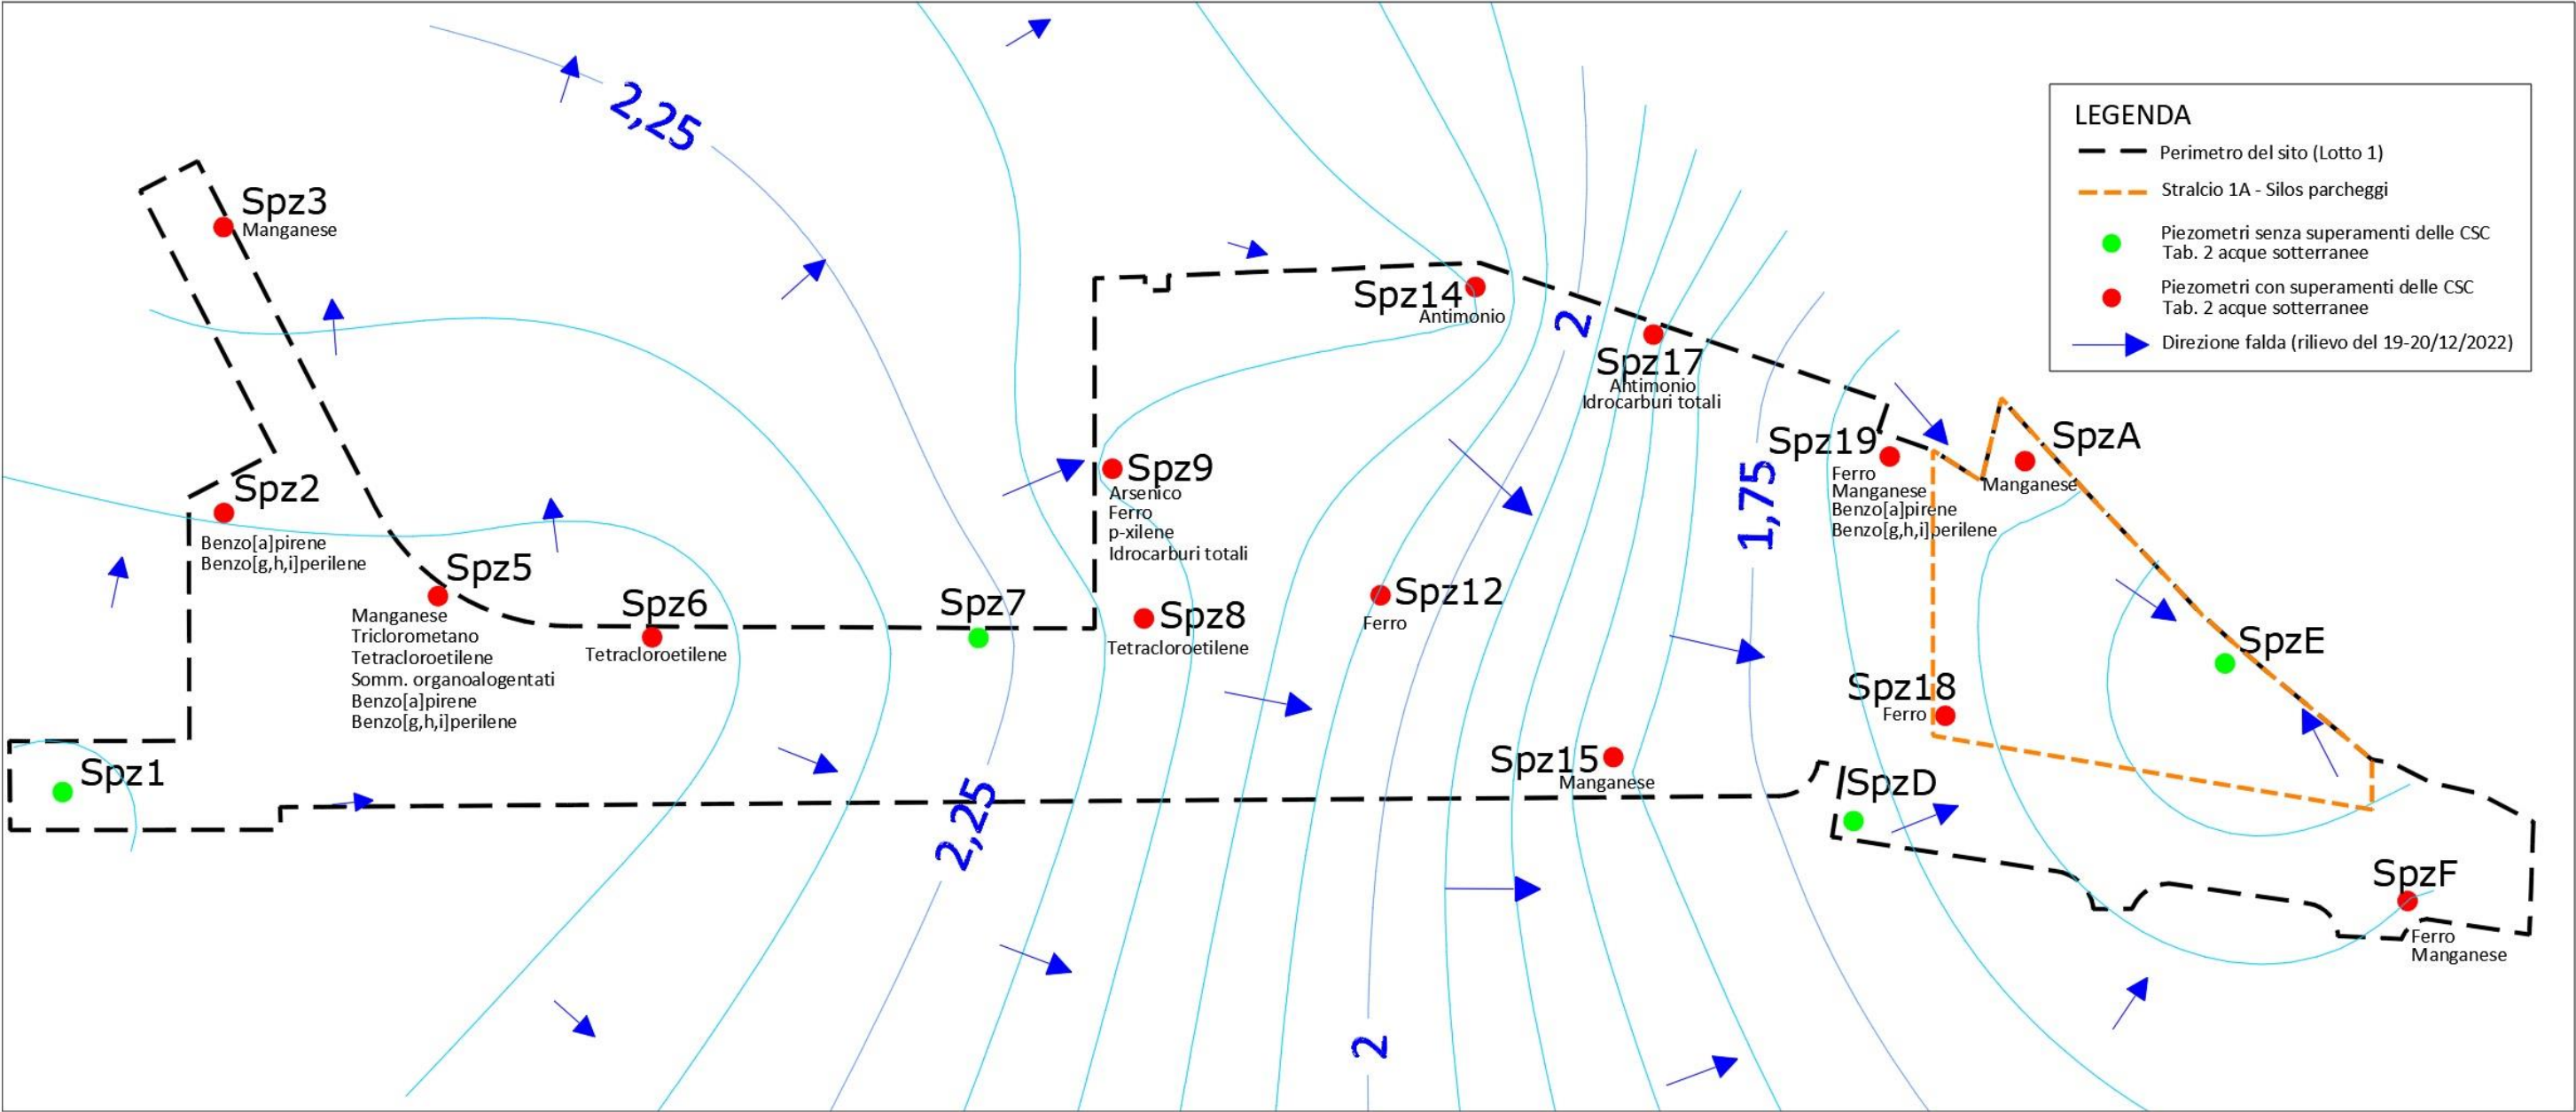 2,25
LEGENDA
Perimetro del sito (Lotto 1)
Stralcio 1A - Silos parcheggi
Piezometri senza superamenti delle CSC
Tab. 2 acque sotterranee
Piezometri con superamenti delle CSC
Tab. 2 acque sotterranee
Direzione falda (rilievo del 19-20/12/2022)
Spz3
Manganese
Spz14
Antimonio
2
Spz17
Antimonio
Idrocarburi totali
Spz19
Ferro
Manganese
Benzo[a]pirene
Benzo[g,h,i]perilene
SpzA
Manganese
1,75
Spz2
Benzo[a]pirene
Benzo[g,h,i]perilene
Spz9
Arsenico
Ferro
p-xilene
Idrocarburi totali
Spz5
Manganese
Triclorometano
Tetracloroetilene
Somm. organoalogentati
Benzo[a]pirene
Benzo[g,h,i]perilene
Spz6
Tetracloroetilene
Spz7
Spz8
Tetracloroetilene
Spz12
Ferro
SpzE
Spz18
Ferro
Spz1
Spz15
Manganese
SpzD
2,25
SpzF
Ferro
Manganese
2